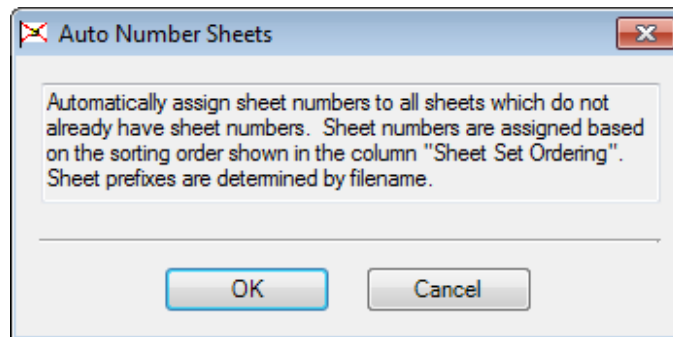 Auto Number Sheets
Automatically assign sheet numbers to all sheets which do not
already have sheet numbers.  Sheet numbers are assigned based
on the sorting order shown in the column "Sheet Set Ordering".
Sheet prefixes are determined by filename.
OK
Cancel